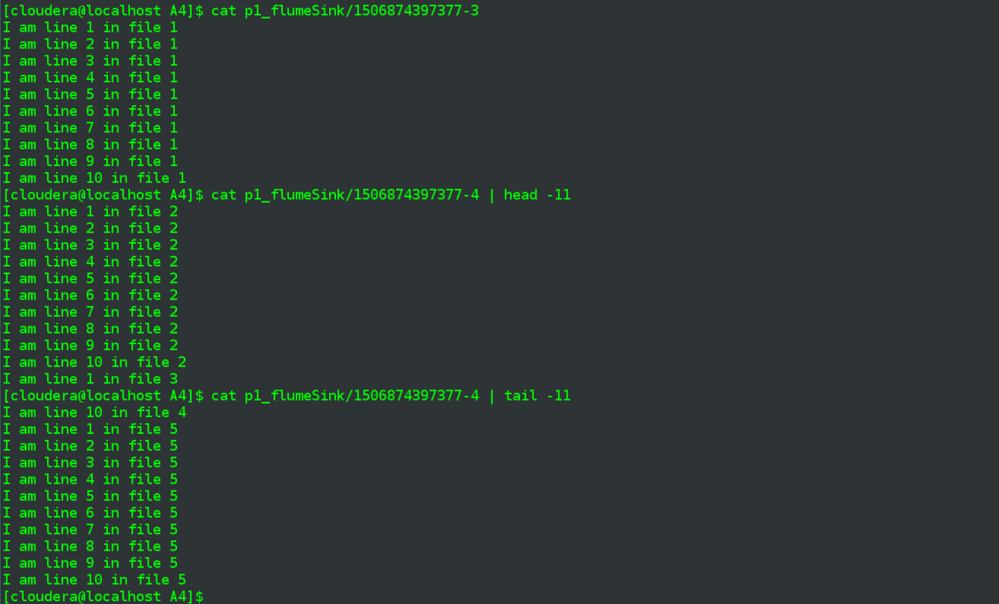 [cloudera@localhost A4]$ cat p1_flumeSink/1506874397377-3
I am line 1 in file 1
I am line 2 in file 1
I am line 3 in file 1
I am line 4 in file 1
I am line 5 in file 1
I am line 6 in file 1
I am line 7 in file 1
I am line 8 in file 1
I am line 9 in file 1
I am line 10 in file 1
[cloudera@localhost A4]$ cat p1_flumeSink/1506874397377-4 | head -11
I am line 1 in file 2
I am line 2 in file 2
I am line 3 in file 2
I am line 4 in file 2
I am line 5 in file 2
I am line 6 in file 2
I am line 7 in file 2
I am line 8 in file 2
I am line 9 in file 2
I am line 10 in file 2
I am line 1 in file 3
[cloudera@localhost A4]$ cat p1_flumeSink/1506874397377-4 | tail -11
I am line 10 in file 4
I am line 1 in file 5
I am line 2 in file 5
I am line 3 in file 5
I am line 4 in file 5
I am line 5 in file 5
I am line 6 in file 5
I am line 7 in file 5
I am line 8 in file 5
I am line 9 in file 5
I am line 10 in file 5
[cloudera@localhost A4]$